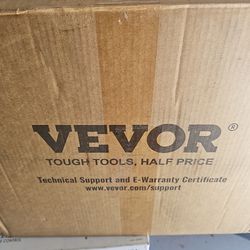 VEVOR®
TOUGH TOOLS, HALF PRICE
Technical Support and E-Warranty Certificate
www.vevor.com/support